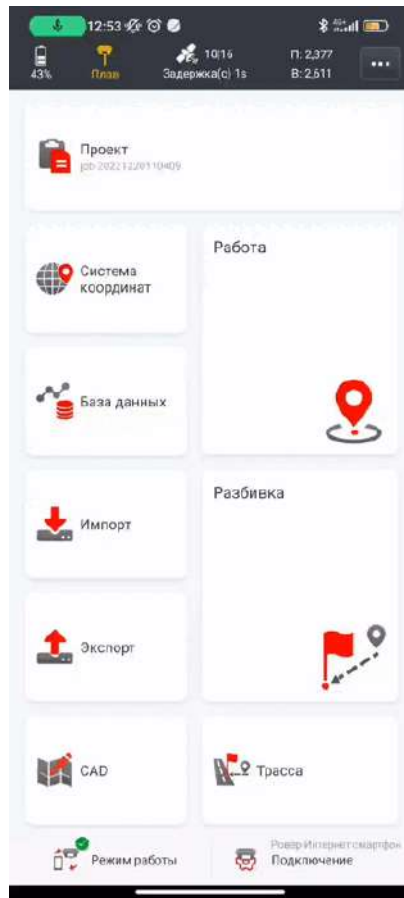 12:53
43%
Плав
10|16
Задержка(с) 1s
П: 2,377
В: 2,611
Проект
job 20221220110409
Система
координат
Работа
База данных
Импорт
Разбивка
Экспорт
CAD
Трасса
Режим работы
Ровер Интернет смартфон
Подключение